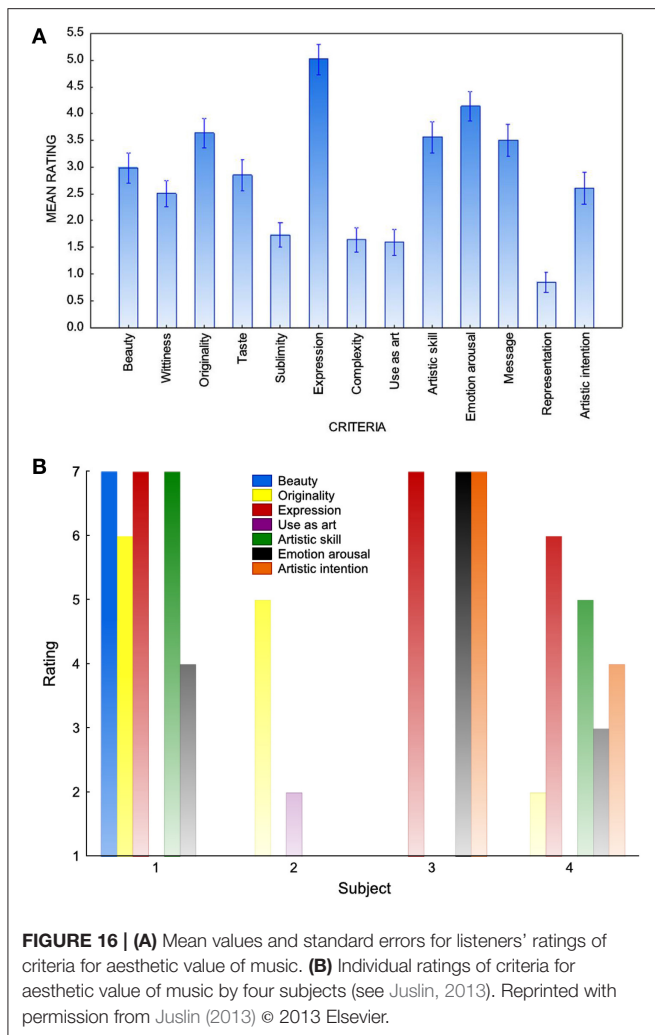 A
5.5
5.0
4.5
4.0
3.5
3.0
2.5
2.0
1.5
1.0
0.5
0.0
MEAN RATING
Beauty
Wittiness
Originality
Taste
Sublimity
Expression
Complexity
Use as art
Artistic skill
Emotion arousal
Message
Representation
Artistic intention
CRITERIA
B
7
6
5
4
3
2
1
Rating
Beauty
Originality
Expression
Use as art
Artistic skill
Emotion arousal
Artistic intention
1 2 3 4
Subject
FIGURE 16 | (A) Mean values and standard errors for listeners' ratings of
criteria for aesthetic value of music. (B) Individual ratings of criteria for
aesthetic value of music by four subjects (see Juslin, 2013). Reprinted with
permission from Juslin (2013) © 2013 Elsevier.